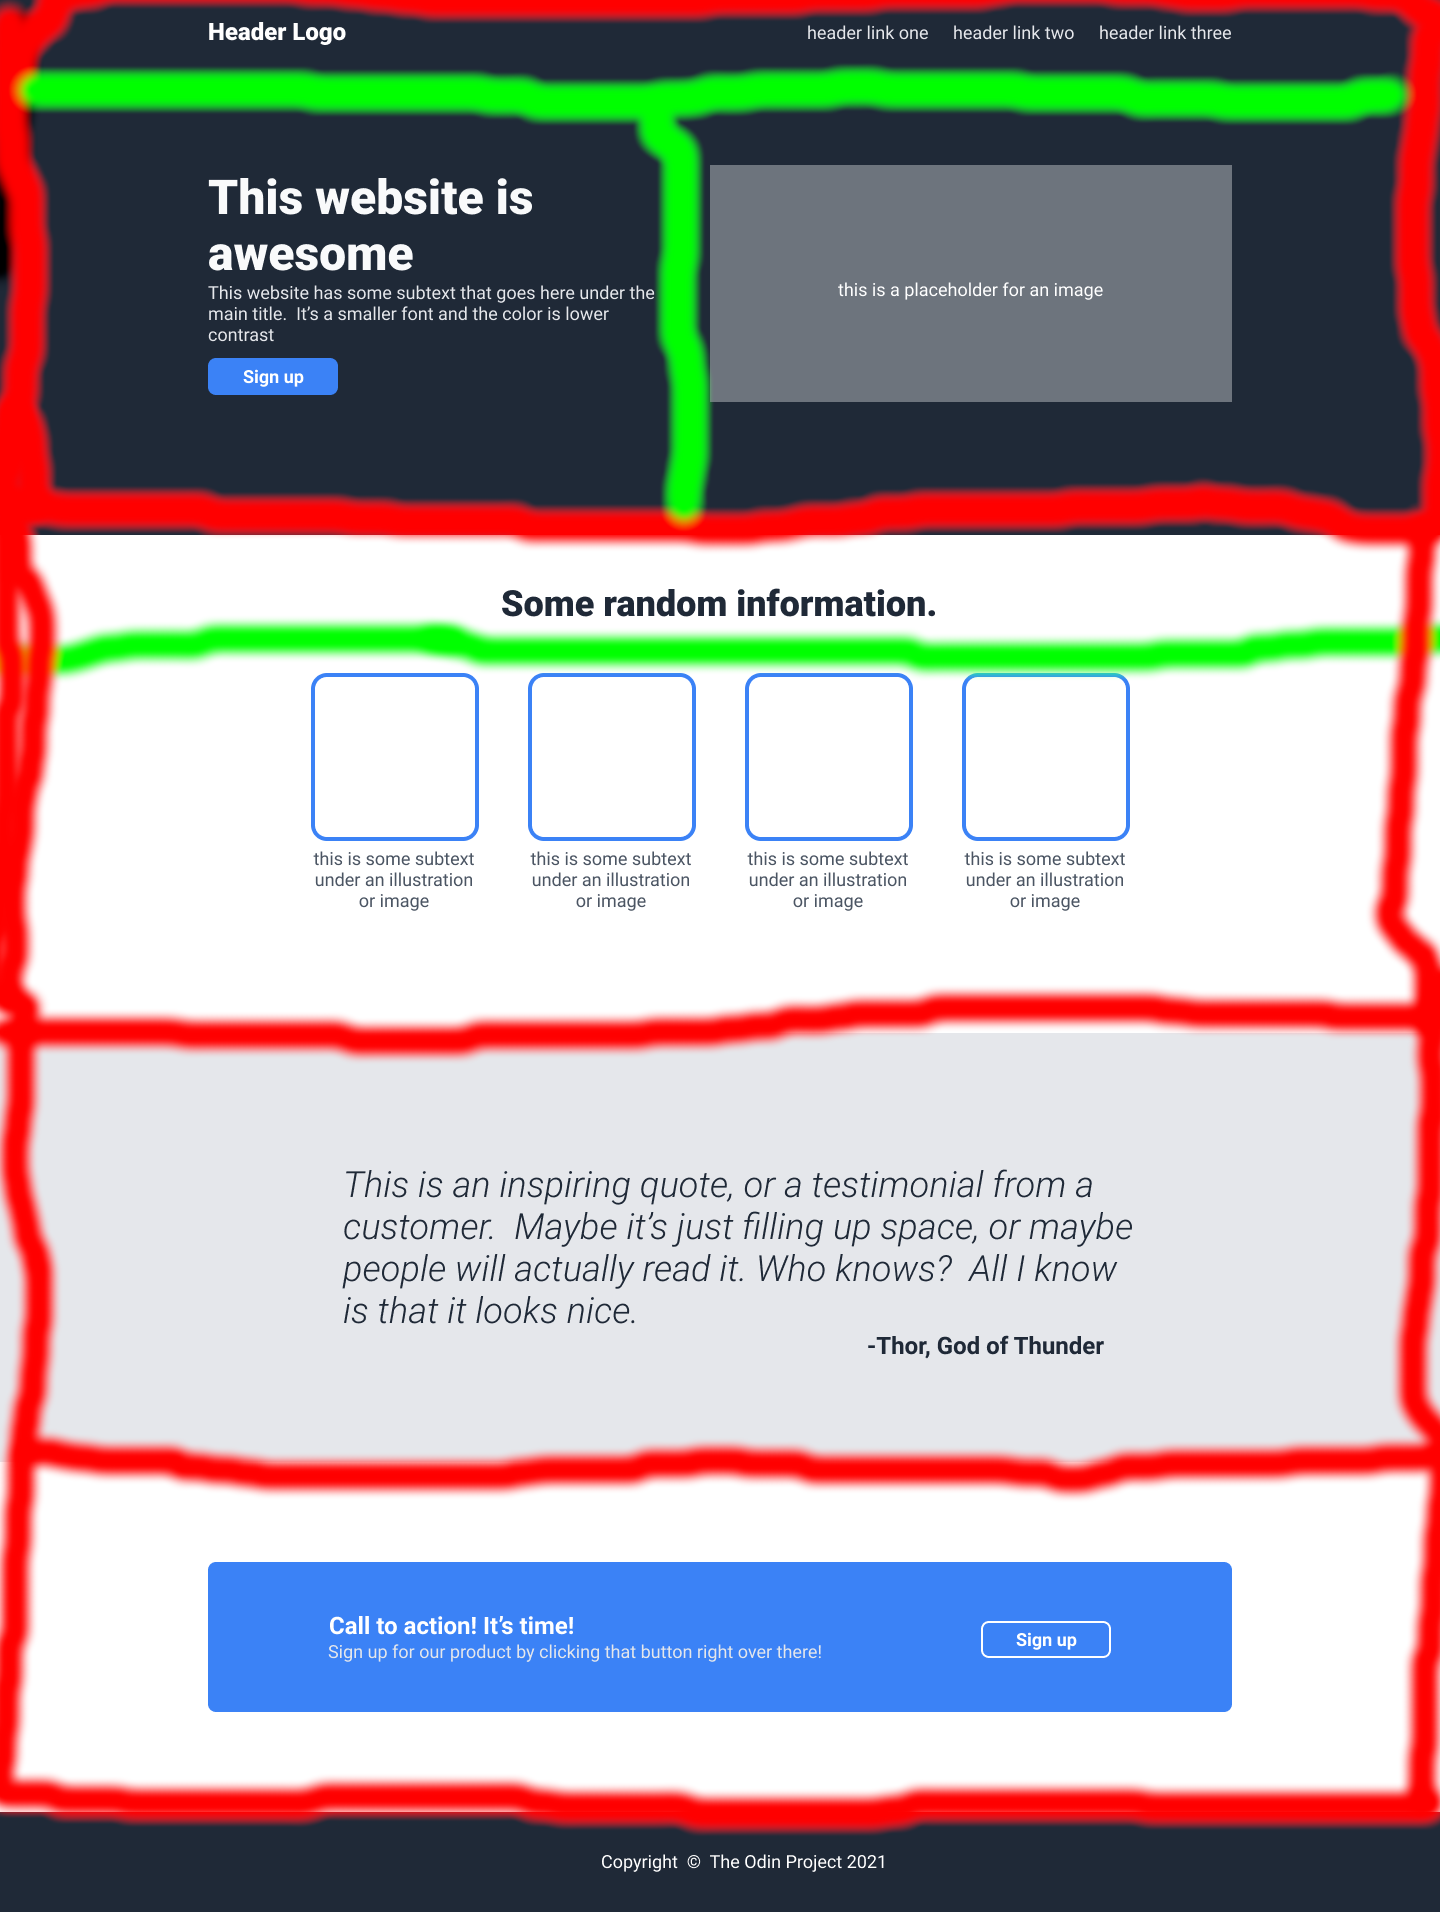 Header Logo
header link one header link two header link three
This website is
awesome
This website has some subtext that goes here under the
main title.  It’s a smaller font and the color is lower
contrast
Sign up
this is a placeholder for an image
Some random information.
this is some subtext
under an illustration
or image
this is some subtext
under an illustration
or image
this is some subtext
under an illustration
or image
this is some subtext
under an illustration
or image
This is an inspiring quote, or a testimonial from a
customer.  Maybe it’s just filling up space, or maybe
people will actually read it. Who knows?  All I know
is that it looks nice.
-Thor, God of Thunder
Call to action! It’s time!
Sign up for our product by clicking that button right over there!
Sign up
Copyright © The Odin Project 2021